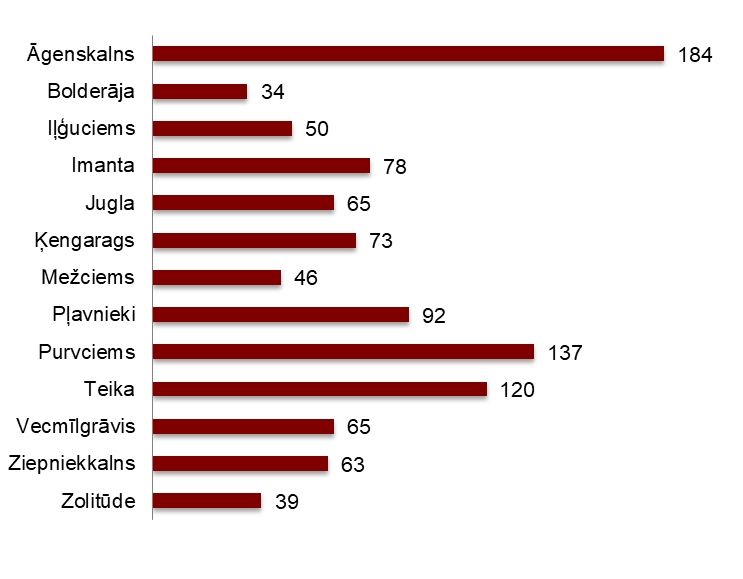 Āgenskalns 184
Bolderāja 34
Iļģuciems 50
Imanta 78
Jugla 65
Ķengarags 73
Mežciems 46
Pļavnieki 92
Purvciems 137
Teika 120
Vecmīlgrāvis 65
Ziepniekkalns 63
Zolitūde 39